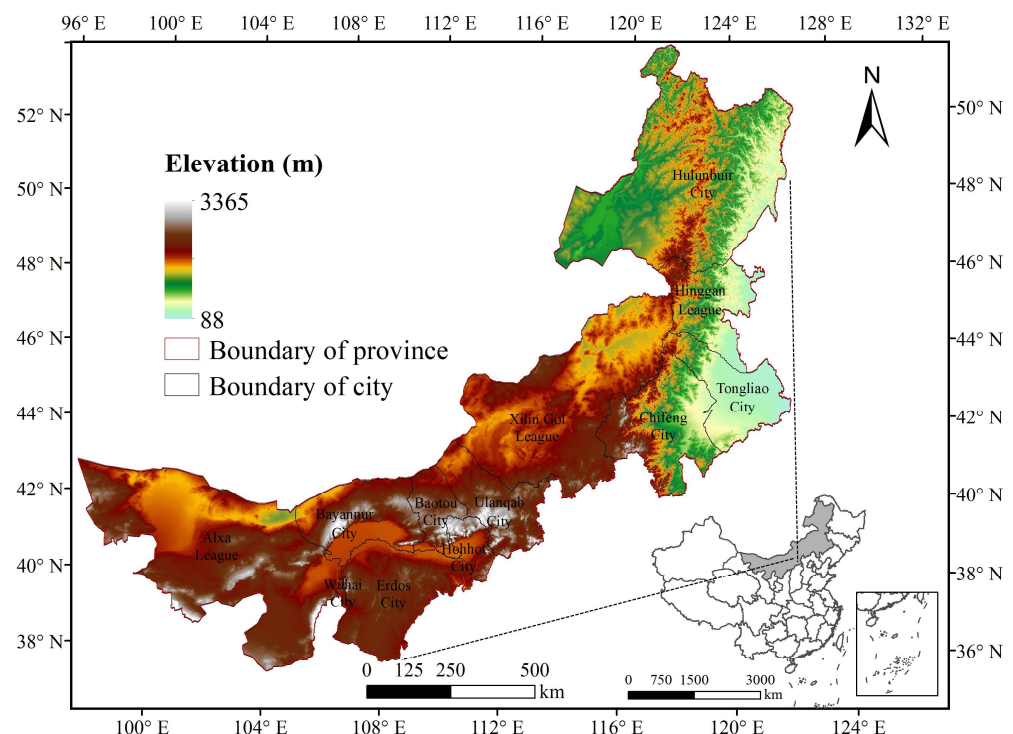 96° E 100° E 104° E 108° E 112° E 116° E 120° E 124° E 128° E 132° E
52° N
50° N
48° N
46° N
44° N
42° N
40° N
38° N
50° N
48° N
46° N
44° N
42° N
40° N
38° N
36° N
N
Elevation (m)
3365
88
Boundary of province
Boundary of city
Hulunbuir
City
Hinggan
League
Tongliao
City
Chifeng
City
Xilin Gol
League
Ulanqab
City
Baotou
City
Bayannur
City
Hohhot
City
Alxa
League
Wuhai
City
Erdos
City
0 125 250 500
km
0 750 1500 3000
km
100° E 104° E 108° E 112° E 116° E 120° E 124° E